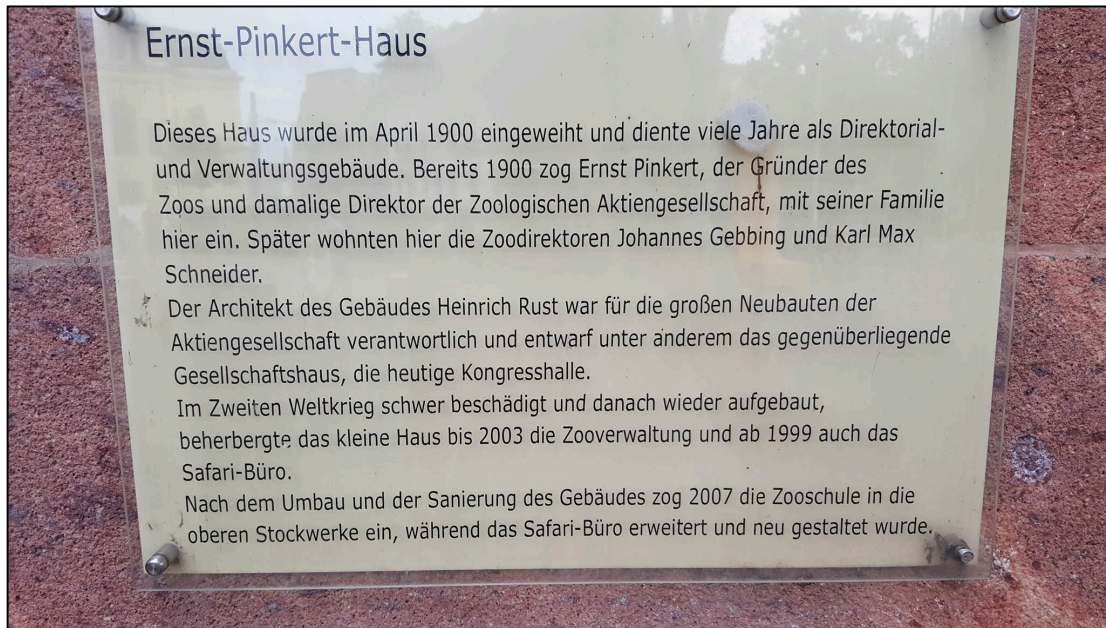 Ernst-Pinkert-Haus
Dieses Haus wurde im April 1900 eingeweiht und diente viele Jahre als Direktorial-
und Verwaltungsgebäude. Bereits 1900 zog Ernst Pinkert, der Gründer des
Zoos und damalige Direktor der Zoologischen Aktiengesellschaft, mit seiner Familie
hier ein. Später wohnten hier die Zoodirektoren Johannes Gebbing und Karl Max
Schneider.
Der Architekt des Gebäudes Heinrich Rust war für die großen Neubauten der
Aktiengesellschaft verantwortlich und entwarf unter anderem das gegenüberliegende
Gesellschaftshaus, die heutige Kongresshalle.
Im Zweiten Weltkrieg schwer beschädigt und danach wieder aufgebaut,
beherbergte das kleine Haus bis 2003 die Zooverwaltung und ab 1999 auch das
Safari-Büro.
Nach dem Umbau und der Sanierung des Gebäudes zog 2007 die Zooschule in die
oberen Stockwerke ein, während das Safari-Büro erweitert und neu gestaltet wurde.